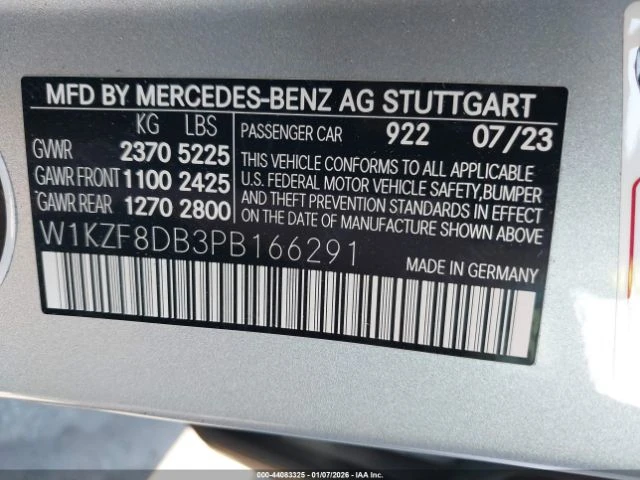 MFD BY MERCEDES-BENZ AG STUTTGART
KG LBS
GVWR 2370 5225
GAWR FRONT 1100 2425
GAWR REAR 1270 2800
PASSENGER CAR 922 07/23
THIS VEHICLE CONFORMS TO ALL APPLICABLE
U.S. FEDERAL MOTOR VEHICLE SAFETY, BUMPER
AND THEFT PREVENTION STANDARDS IN EFFECT
ON DATE OF MANUFACTURE SHOWN ABOVE
W1KZF8DB3PB166291
MADE IN GERMANY
000-44083325 | 01/07/2026 - IAA Inc.